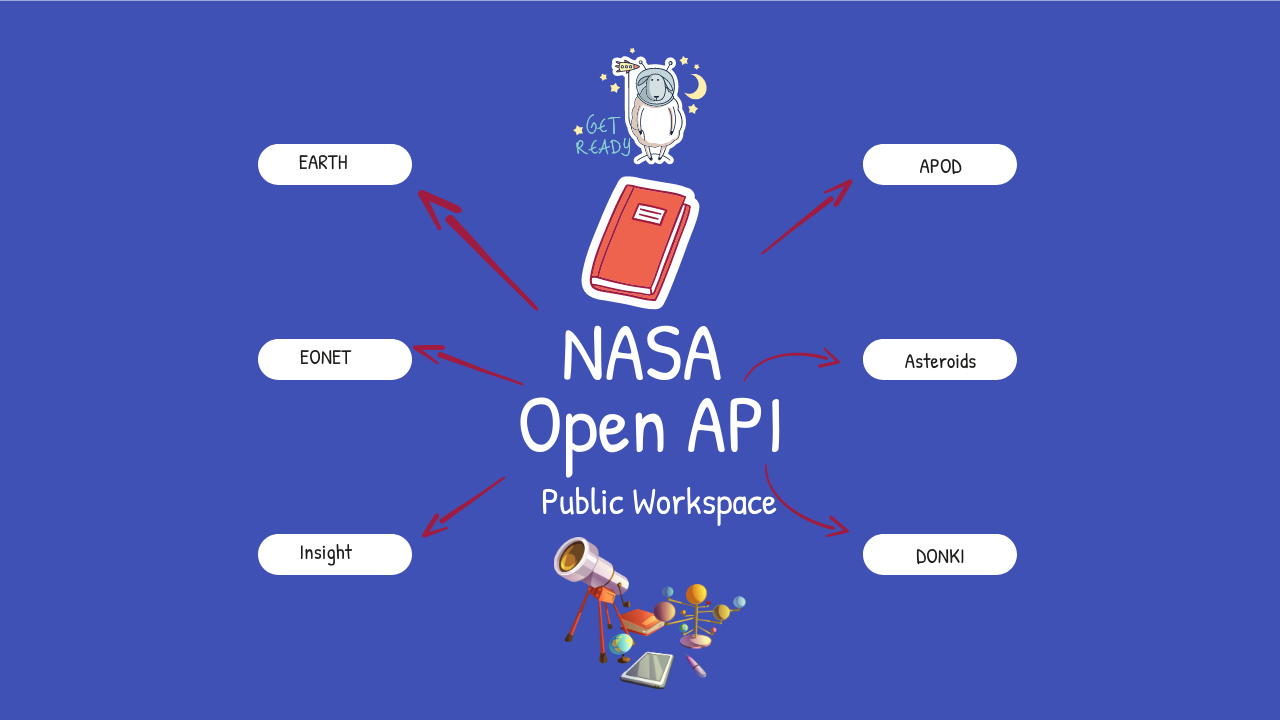 GET
READY
EARTH
APOD
NASA
EONET
Asteroids
Open API
Public Workspace
Insight
DONKI